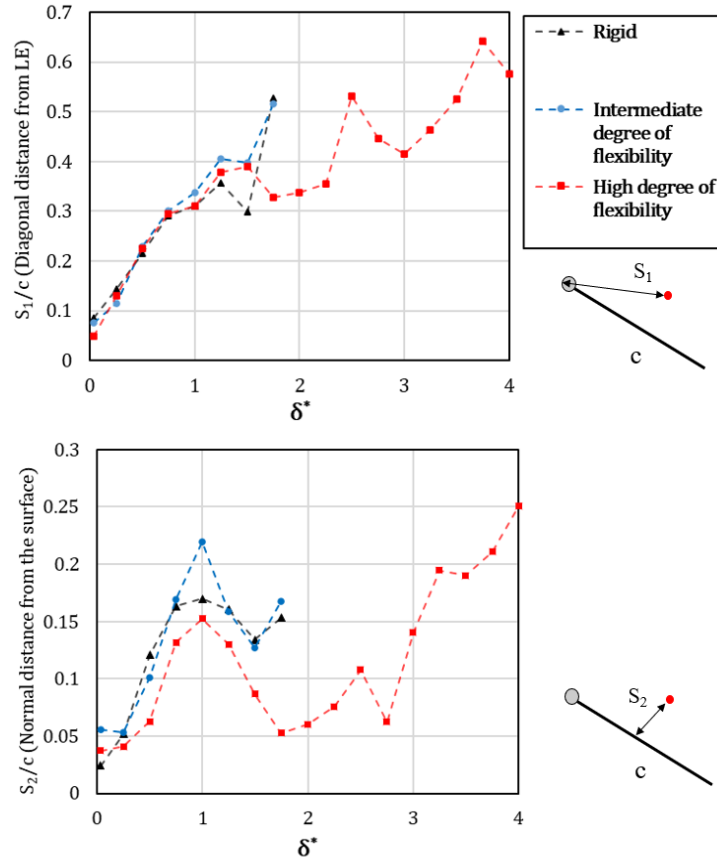 S₁/c (Diagonal distance from LE)
0.7
0.6
0.5
0.4
0.3
0.2
0.1
0
0 1 2 3 4
δ*
Rigid
Intermediate
degree of
flexibility
High degree of
flexibility
S₁
c
S₂/c (Normal distance from the surface)
0.3
0.25
0.2
0.15
0.1
0.05
0
0 1 2 3 4
δ*
S₂
c